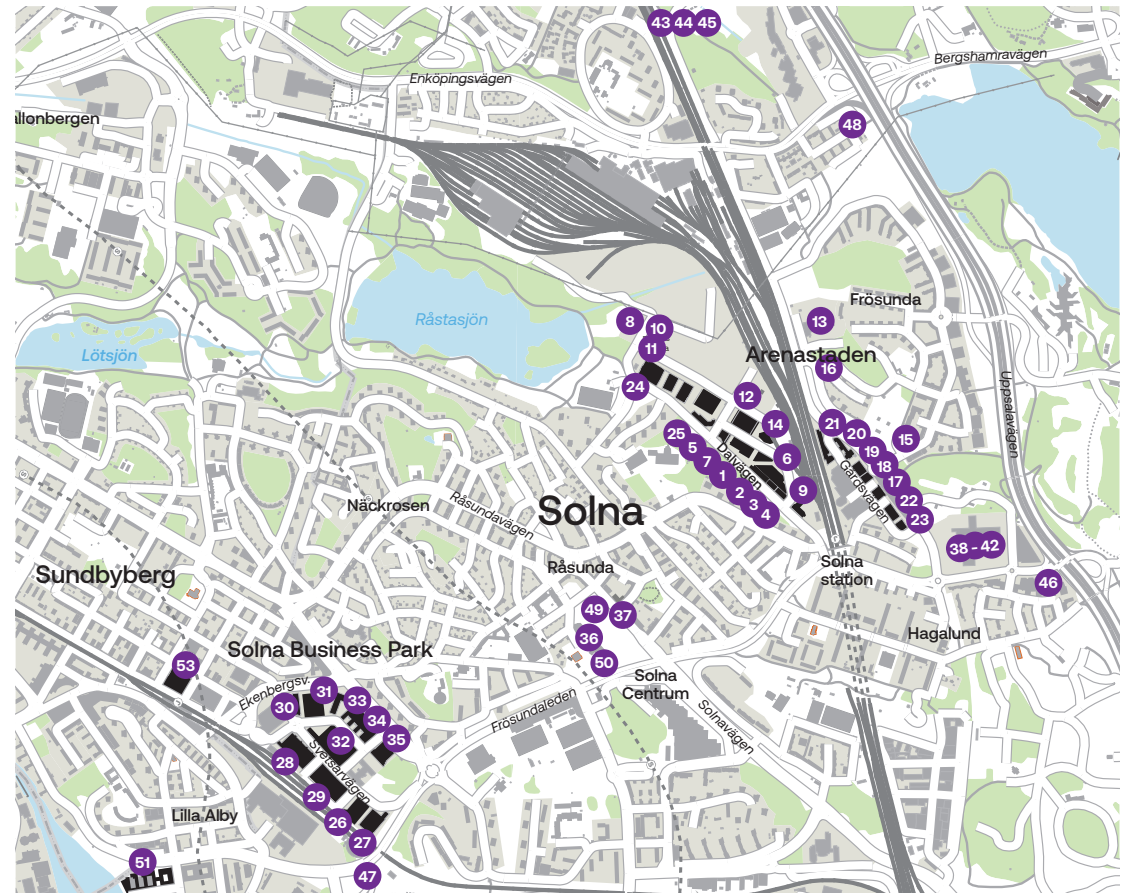 43 44 45
Bergshamravägen
Enköpingsvägen
allonbergen
48
Frösunda
8
10
13
Råstasjön
11
Arenastaden
Lötsjön
16
24
12
Uppsalavägen
14
21
25
20
15
5
19
7
Dalvägen
6
18
1
Gårdsvägen
17
2
9
22
3
4
23
Näckrosen
Råsundavägen
Solna
38 - 42
Solna
station
Råsunda
Sundbyberg
46
49
37
Hagalund
36
Solna Business Park
50
53
Solna
Centrum
Ekenbergsv.
31
33
30
34
Frösundaleden
Solnavägen
32
35
Svetsarvägen
28
29
Lilla Alby
26
27
51
47